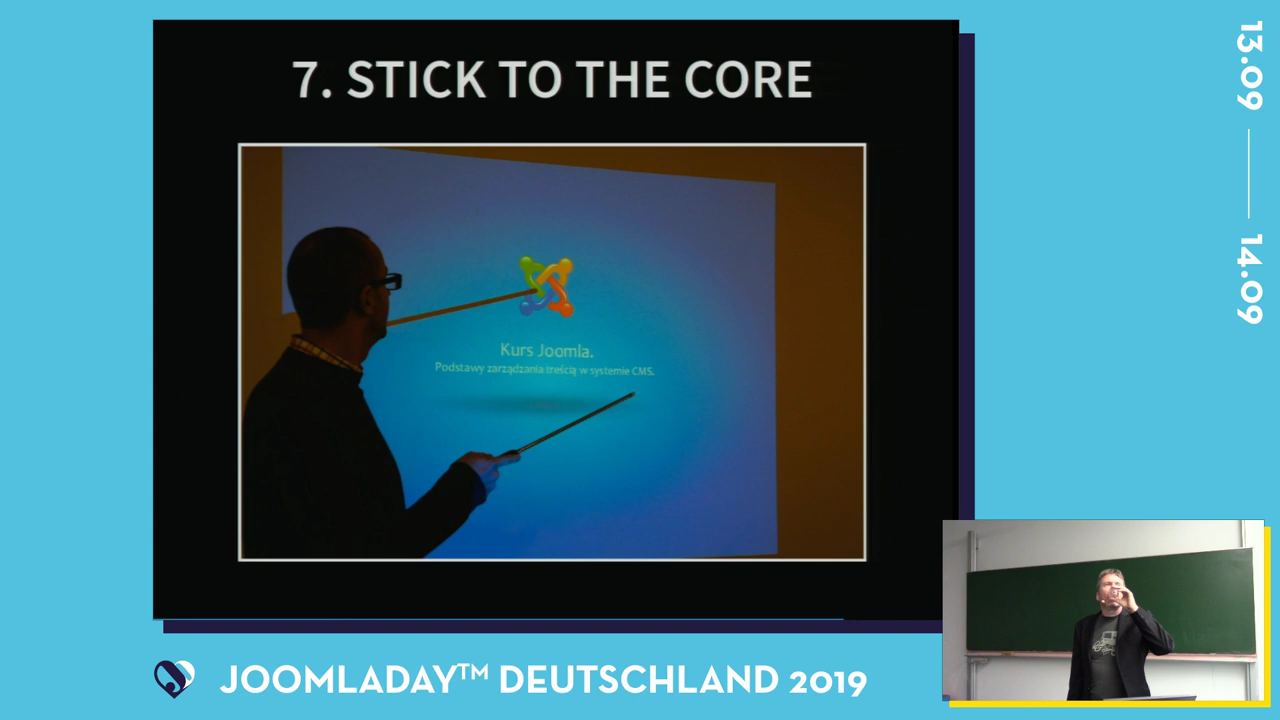 7. STICK TO THE CORE
Kurs Joomla.
Podstawy zarządzania treścią w systemie CMS.
JOOMLADAY™ DEUTSCHLAND 2019
13.09
14.09